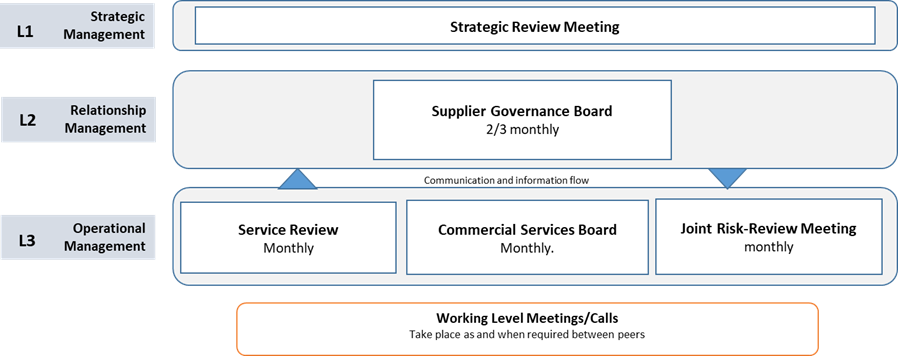 L1
Strategic
Management
Strategic Review Meeting
L2
Relationship
Management
Supplier Governance Board
2/3 monthly
Communication and information flow
L3
Operational
Management
Service Review
Monthly
Commercial Services Board
Monthly.
Joint Risk-Review Meeting
monthly
Working Level Meetings/Calls
Take place as and when required between peers